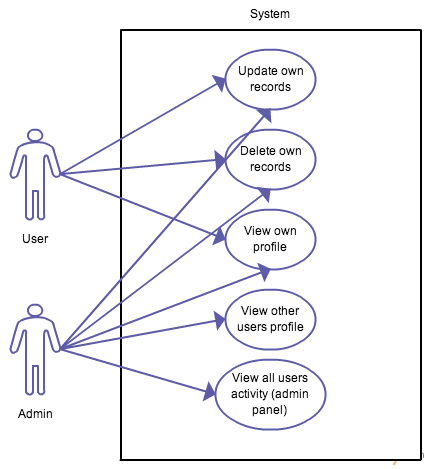 System
Update own
records
Delete own
records
View own
profile
User
View other
users profile
View all users
activity (admin
panel)
Admin